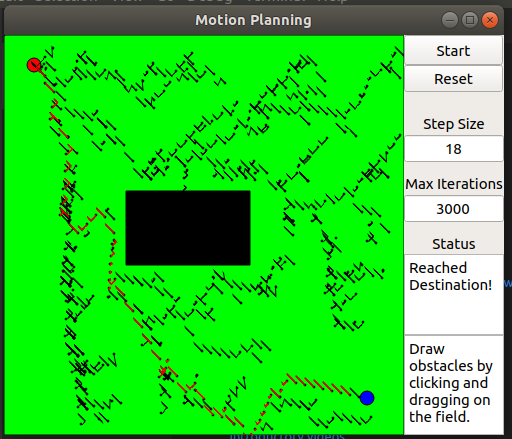 Motion Planning
Start
Reset
Step Size
18
Max Iterations
3000
Status
Reached
Destination!
Draw
obstacles by
clicking and
dragging on
the field.